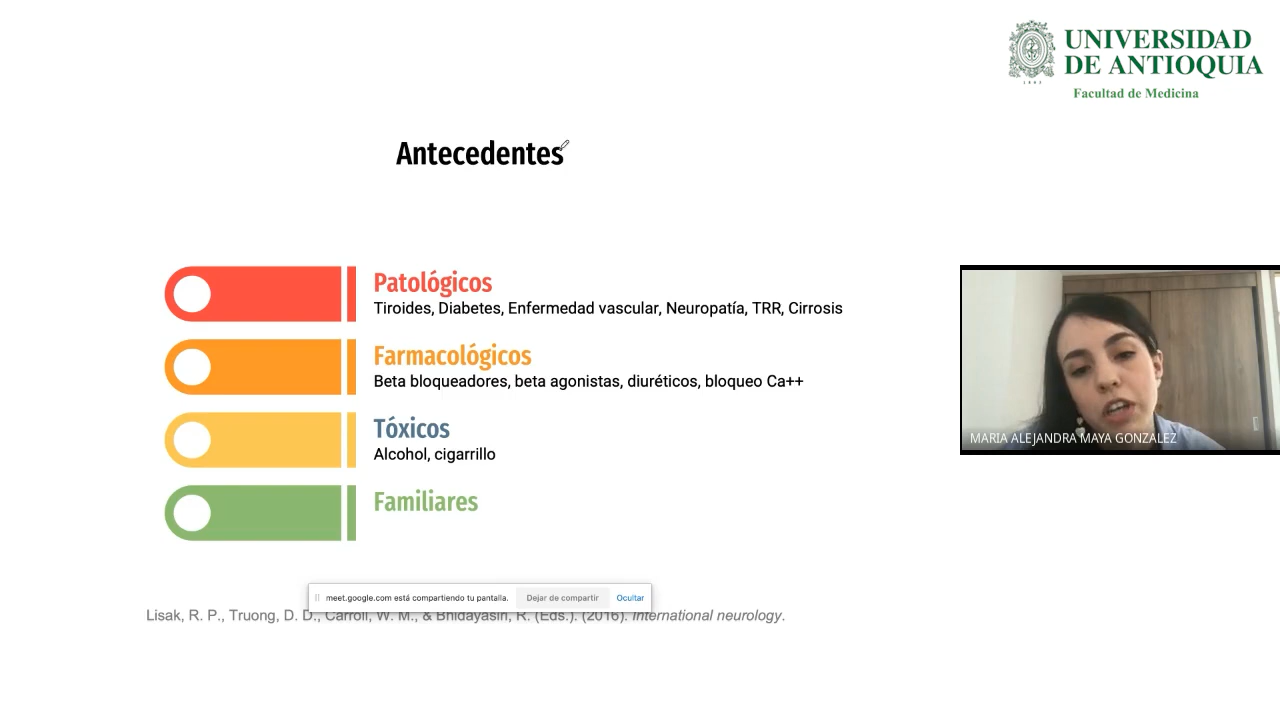 UNIVERSIDAD
DE ANTIOQUIA
1803
Facultad de Medicina
Antecedentes
Patológicos
Tiroides, Diabetes, Enfermedad vascular, Neuropatía, TRR, Cirrosis
Farmacológicos
Beta bloqueadores, beta agonistas, diuréticos, bloqueo Ca++
Tóxicos
Alcohol, cigarrillo
Familiares
MARIA ALEJANDRA MAYA GONZALEZ
meet.google.com está compartiendo tu pantalla.
Dejar de compartir
Ocultar
Lisak, R. P., Truong, D. D., Carroll, W. M., & Bhidayasiri, R. (Eds.). (2016). International neurology.